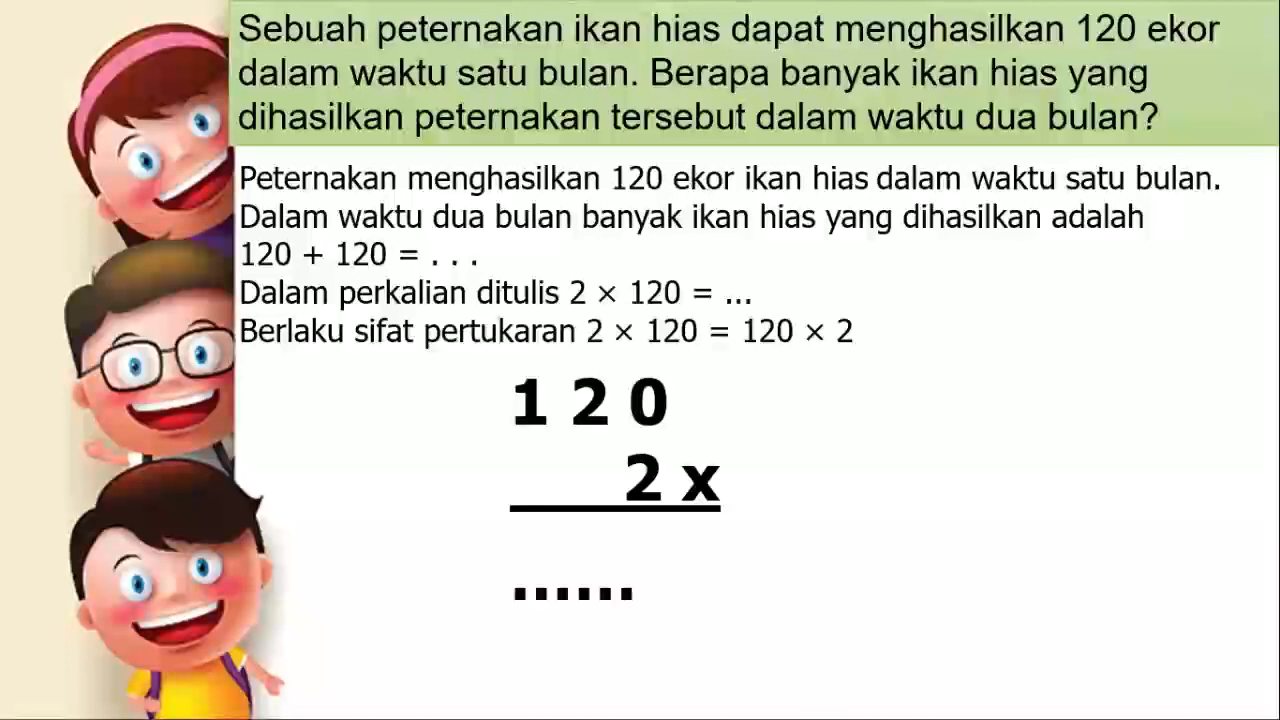 Sebuah peternakan ikan hias dapat menghasilkan 120 ekor
dalam waktu satu bulan. Berapa banyak ikan hias yang
dihasilkan peternakan tersebut dalam waktu dua bulan?
Peternakan menghasilkan 120 ekor ikan hias dalam waktu satu bulan.
Dalam waktu dua bulan banyak ikan hias yang dihasilkan adalah
120 + 120 = . . .
Dalam perkalian ditulis 2 × 120 = ...
Berlaku sifat pertukaran 2 × 120 = 120 × 2
1 2 0
2 x
......